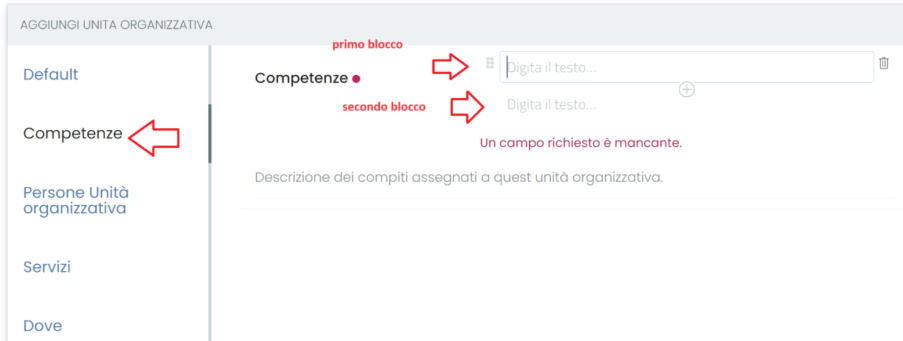 AGGIUNGI UNITA ORGANIZZATIVA
primo blocco
Default
Digita il testo...
Competenze
secondo blocco
Digita il testo...
Competenze
Un campo richiesto è mancante.
Descrizione dei compiti assegnati a quest unità organizzativa.
Persone Unità
organizzativa
Servizi
Dove